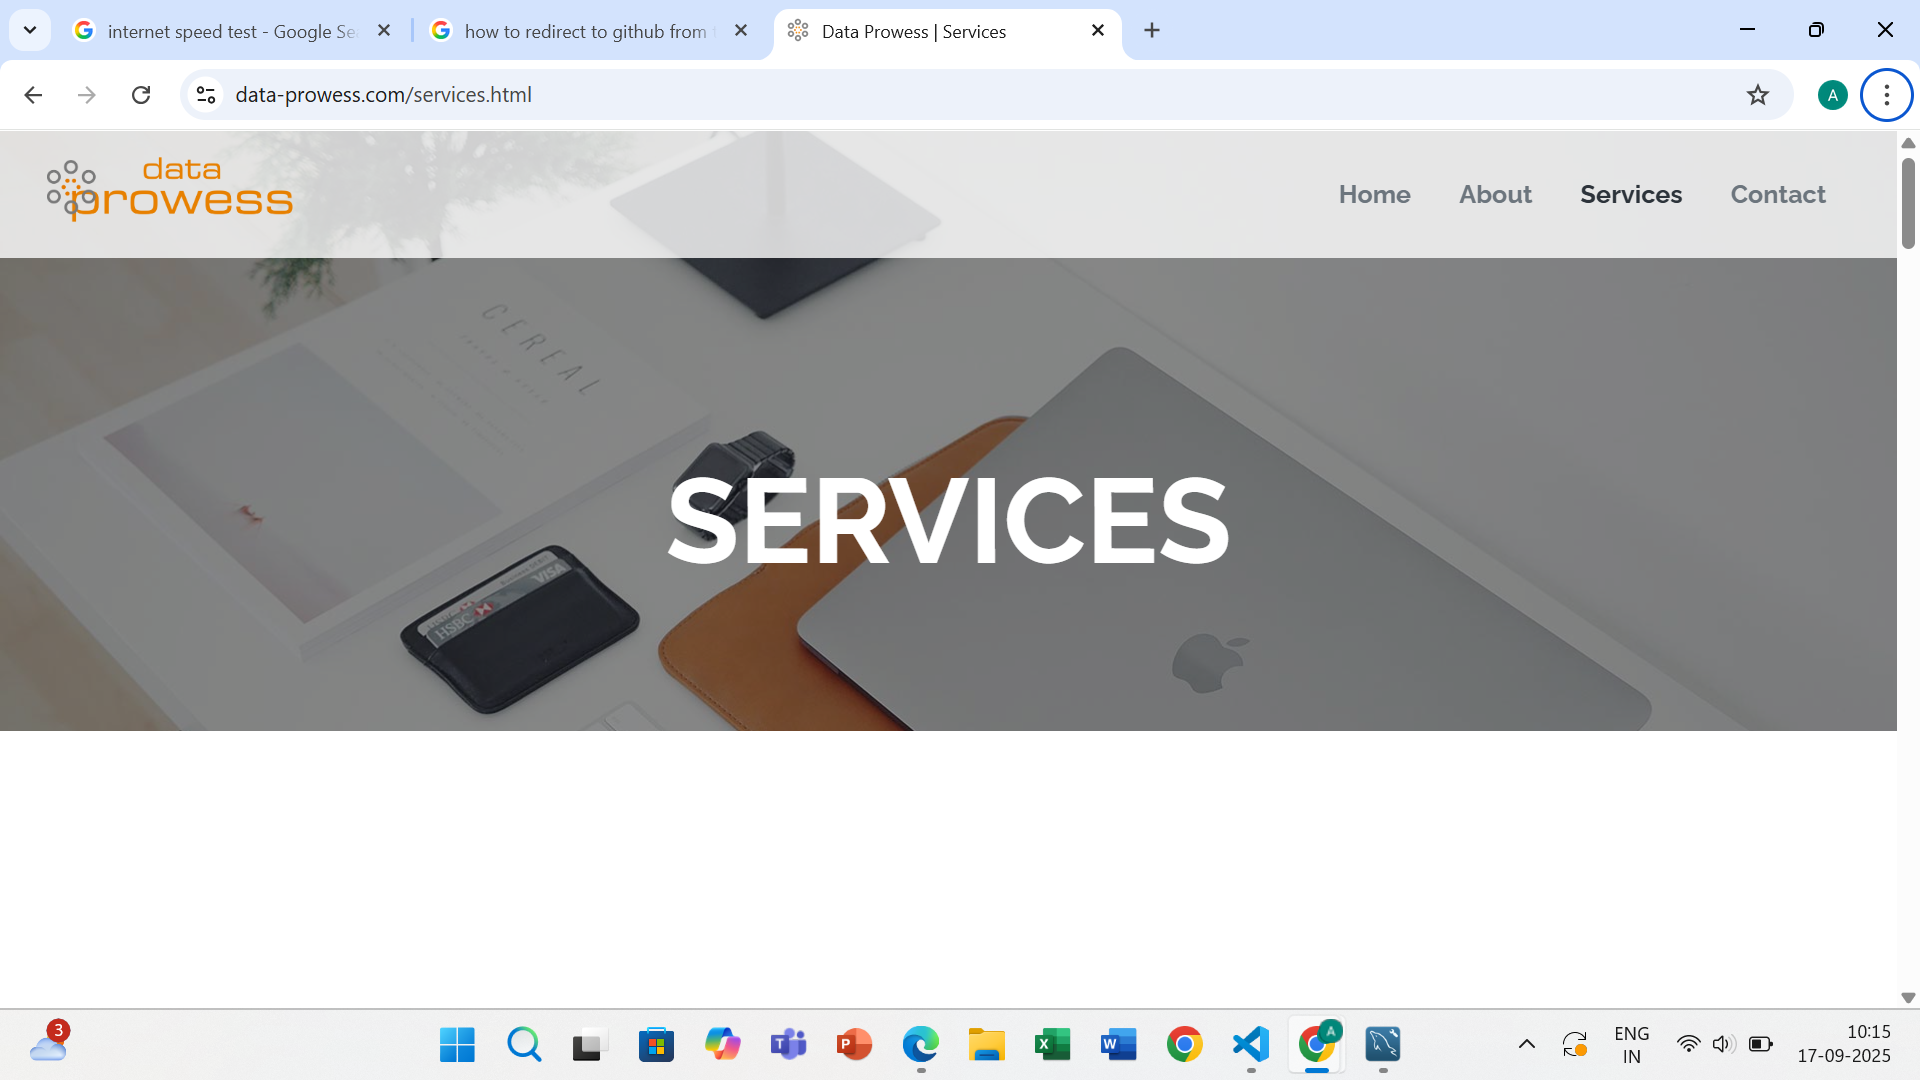 internet speed test - Google Se
how to redirect to github from
Data Prowess | Services
data-prowess.com/services.html
A
data
prowess
Home
About
Services
Contact
CEREAL
SERVICES
VISA
HSBC
3
A
ENG
IN
10:15
17-09-2025